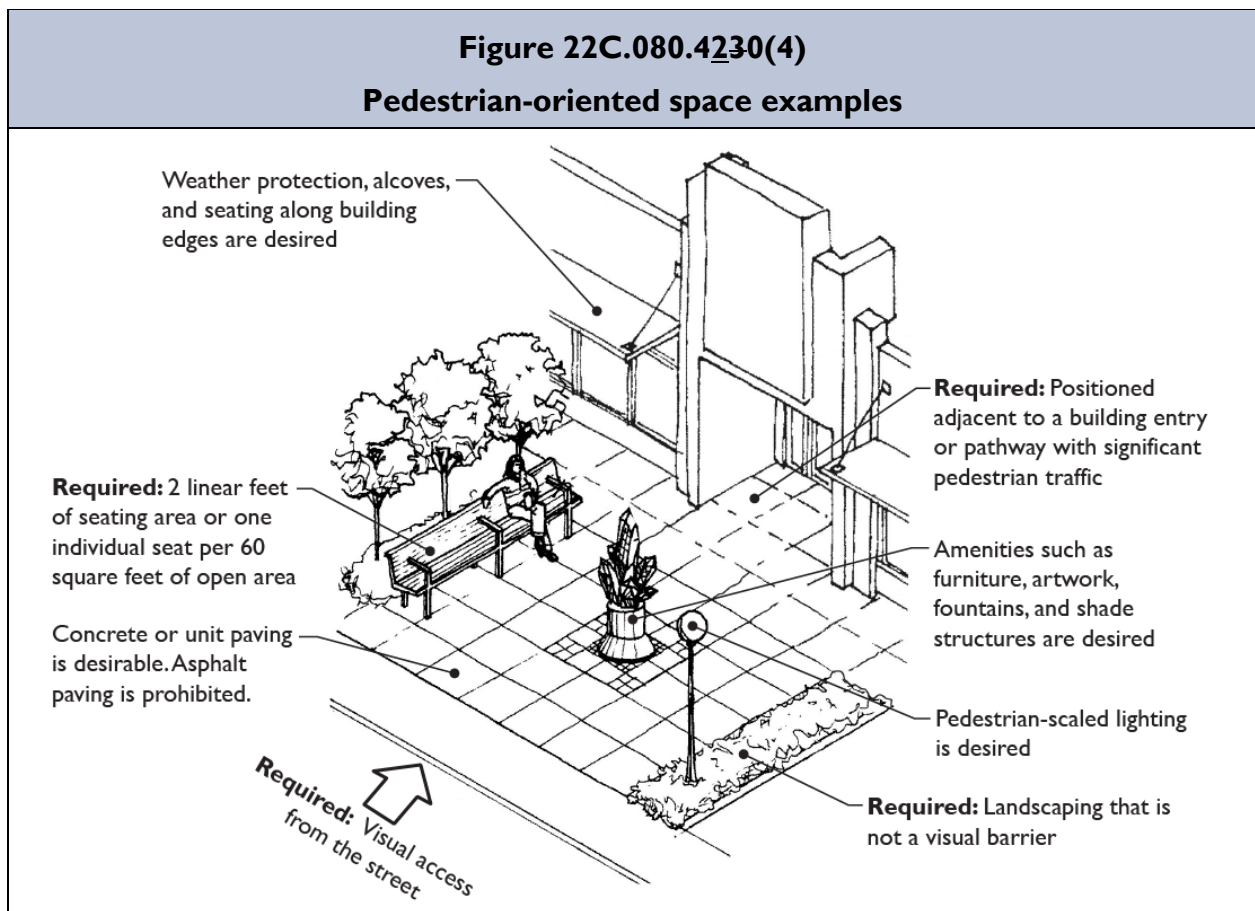 Figure 22C.080.4230(4)
Pedestrian-oriented space examples
Weather protection, alcoves,
and seating along building
edges are desired
Required: Positioned
adjacent to a building entry
or pathway with significant
pedestrian traffic
Required: 2 linear feet
of seating area or one
individual seat per 60
square feet of open area
Amenities such as
furniture, artwork,
fountains, and shade
structures are desired
Concrete or unit paving
is desirable. Asphalt
paving is prohibited.
Pedestrian-scaled lighting
is desired
Required: Visual access
from the street
Required: Landscaping that is
not a visual barrier